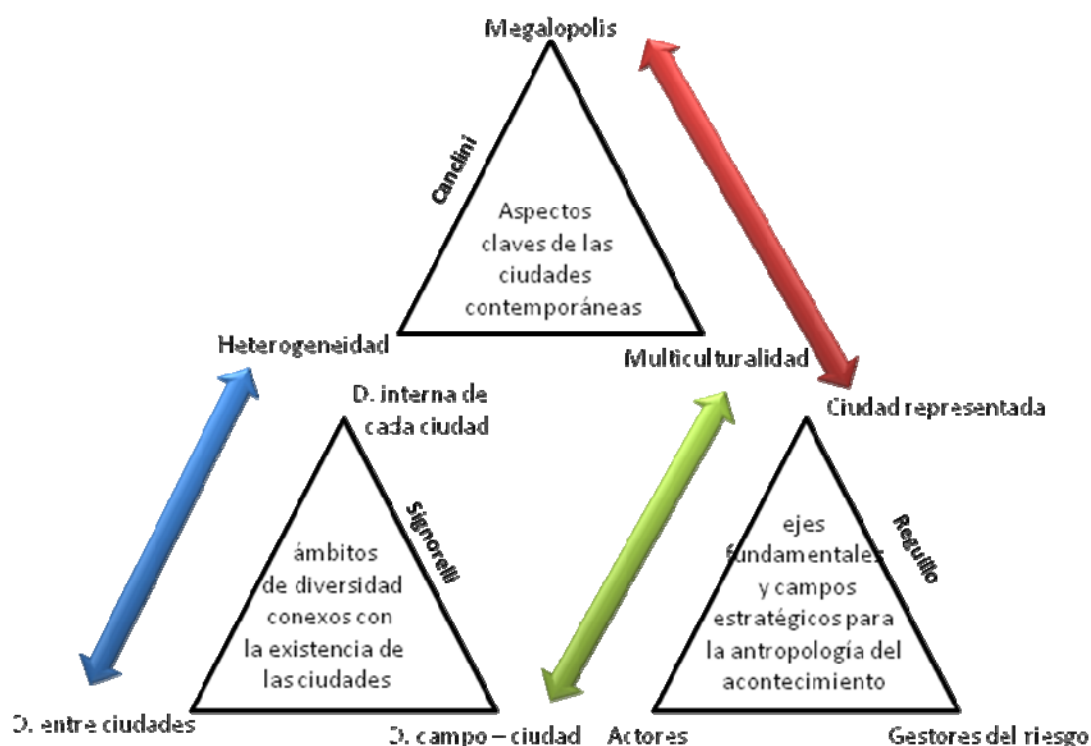 Megalopolis
Canclini
Aspectos
claves de las
ciudades
contemporáneas
Heterogeneidad
Multiculturalidad
D. interna de
cada ciudad
Ciudad representada
Signorelli
Reguillo
ámbitos
de diversidad
conexos con
la existencia de
las ciudades
ejes
fundamentales
y campos
estratégicos para
la antropología del
acontecimiento
D. entre ciudades
D. campo – ciudad
Actores
Gestores del riesgo